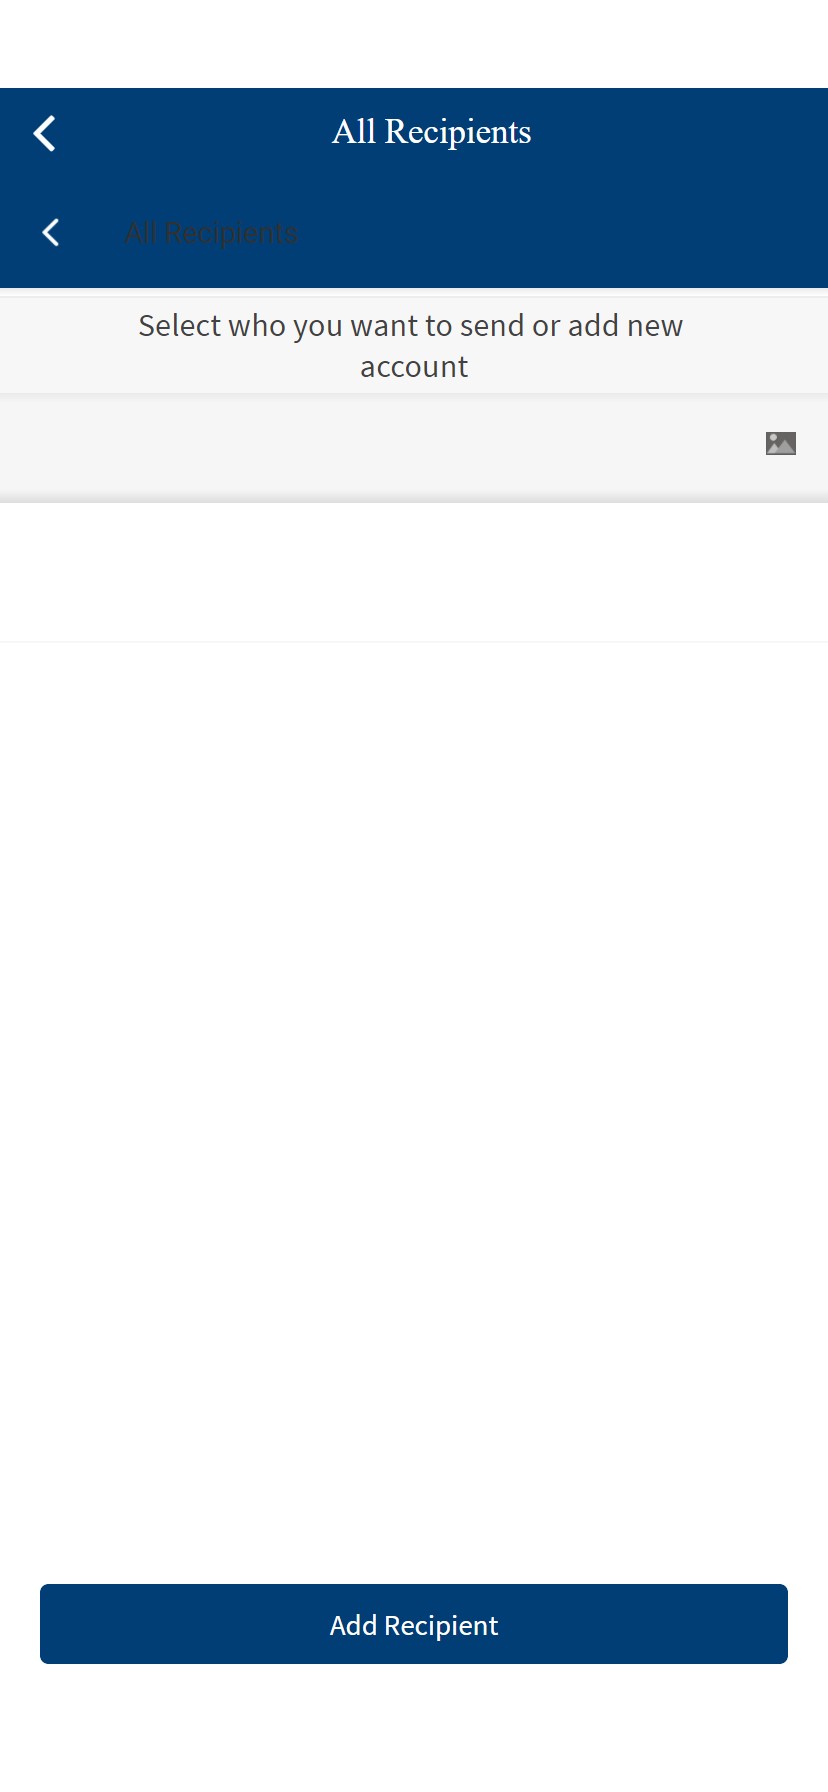 All Recipients
All Recipients
Select who you want to send or add new
account
Add Recipient